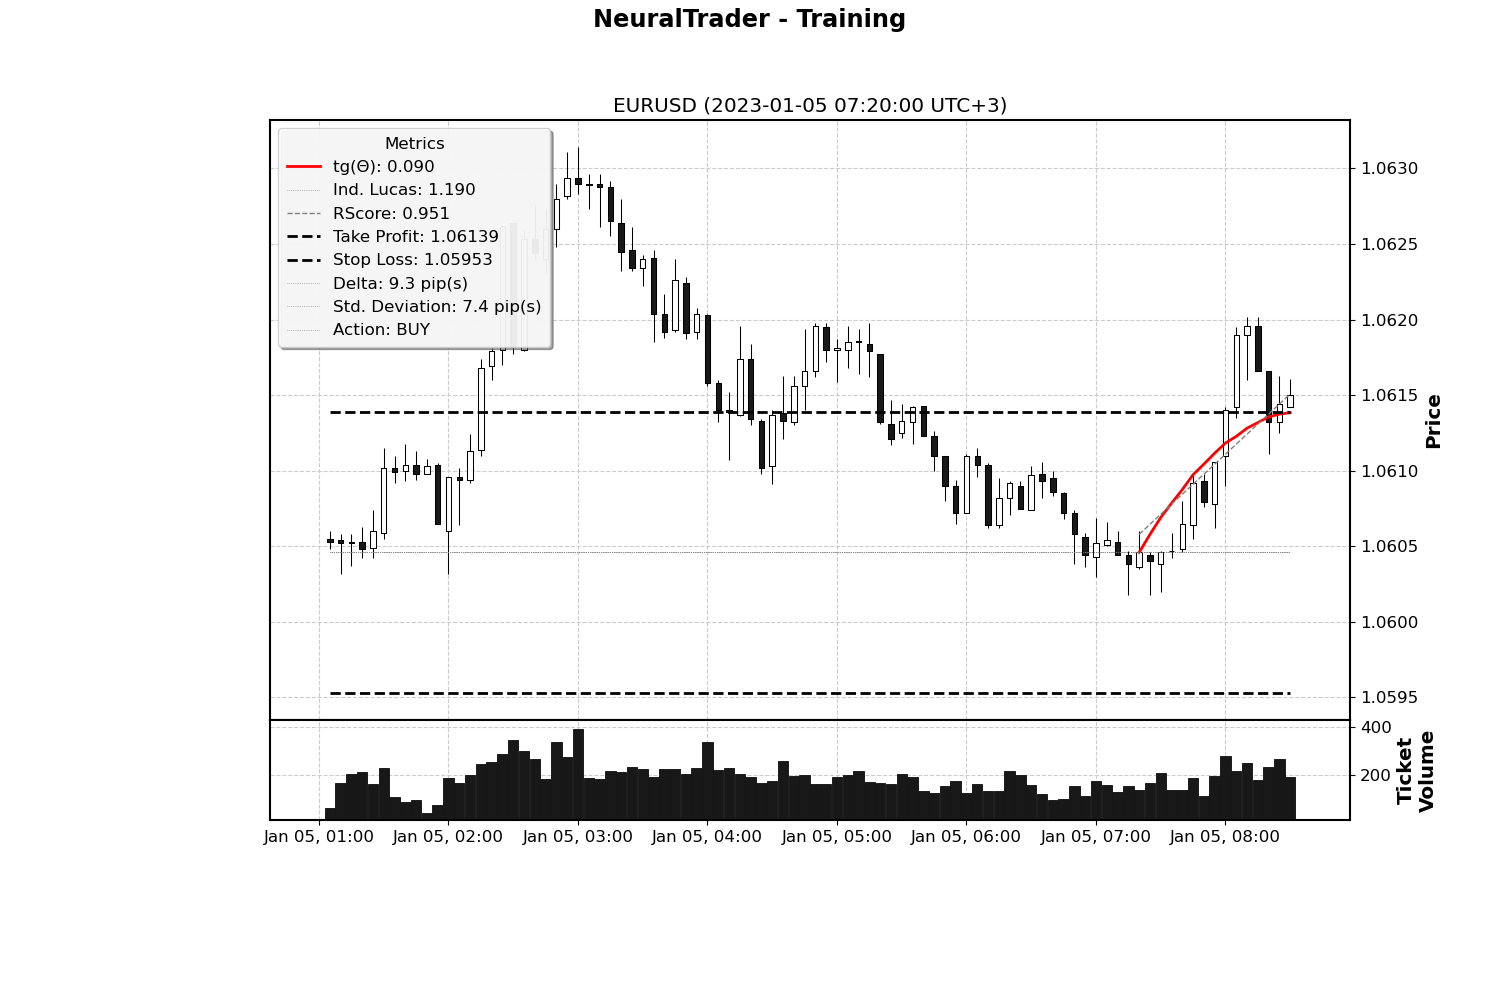 NeuralTrader - Training
EURUSD (2023-01-05 07:20:00 UTC+3)
Metrics
tg(Θ): 0.090
Ind. Lucas: 1.190
RScore: 0.951
Take Profit: 1.06139
Stop Loss: 1.05953
Delta: 9.3 pip(s)
Std. Deviation: 7.4 pip(s)
Action: BUY
1.0630
1.0625
1.0620
1.0615
1.0610
1.0605
1.0600
1.0595
Price
400
200
Ticket
Volume
Jan 05, 01:00
Jan 05, 02:00
Jan 05, 03:00
Jan 05, 04:00
Jan 05, 05:00
Jan 05, 06:00
Jan 05, 07:00
Jan 05, 08:00